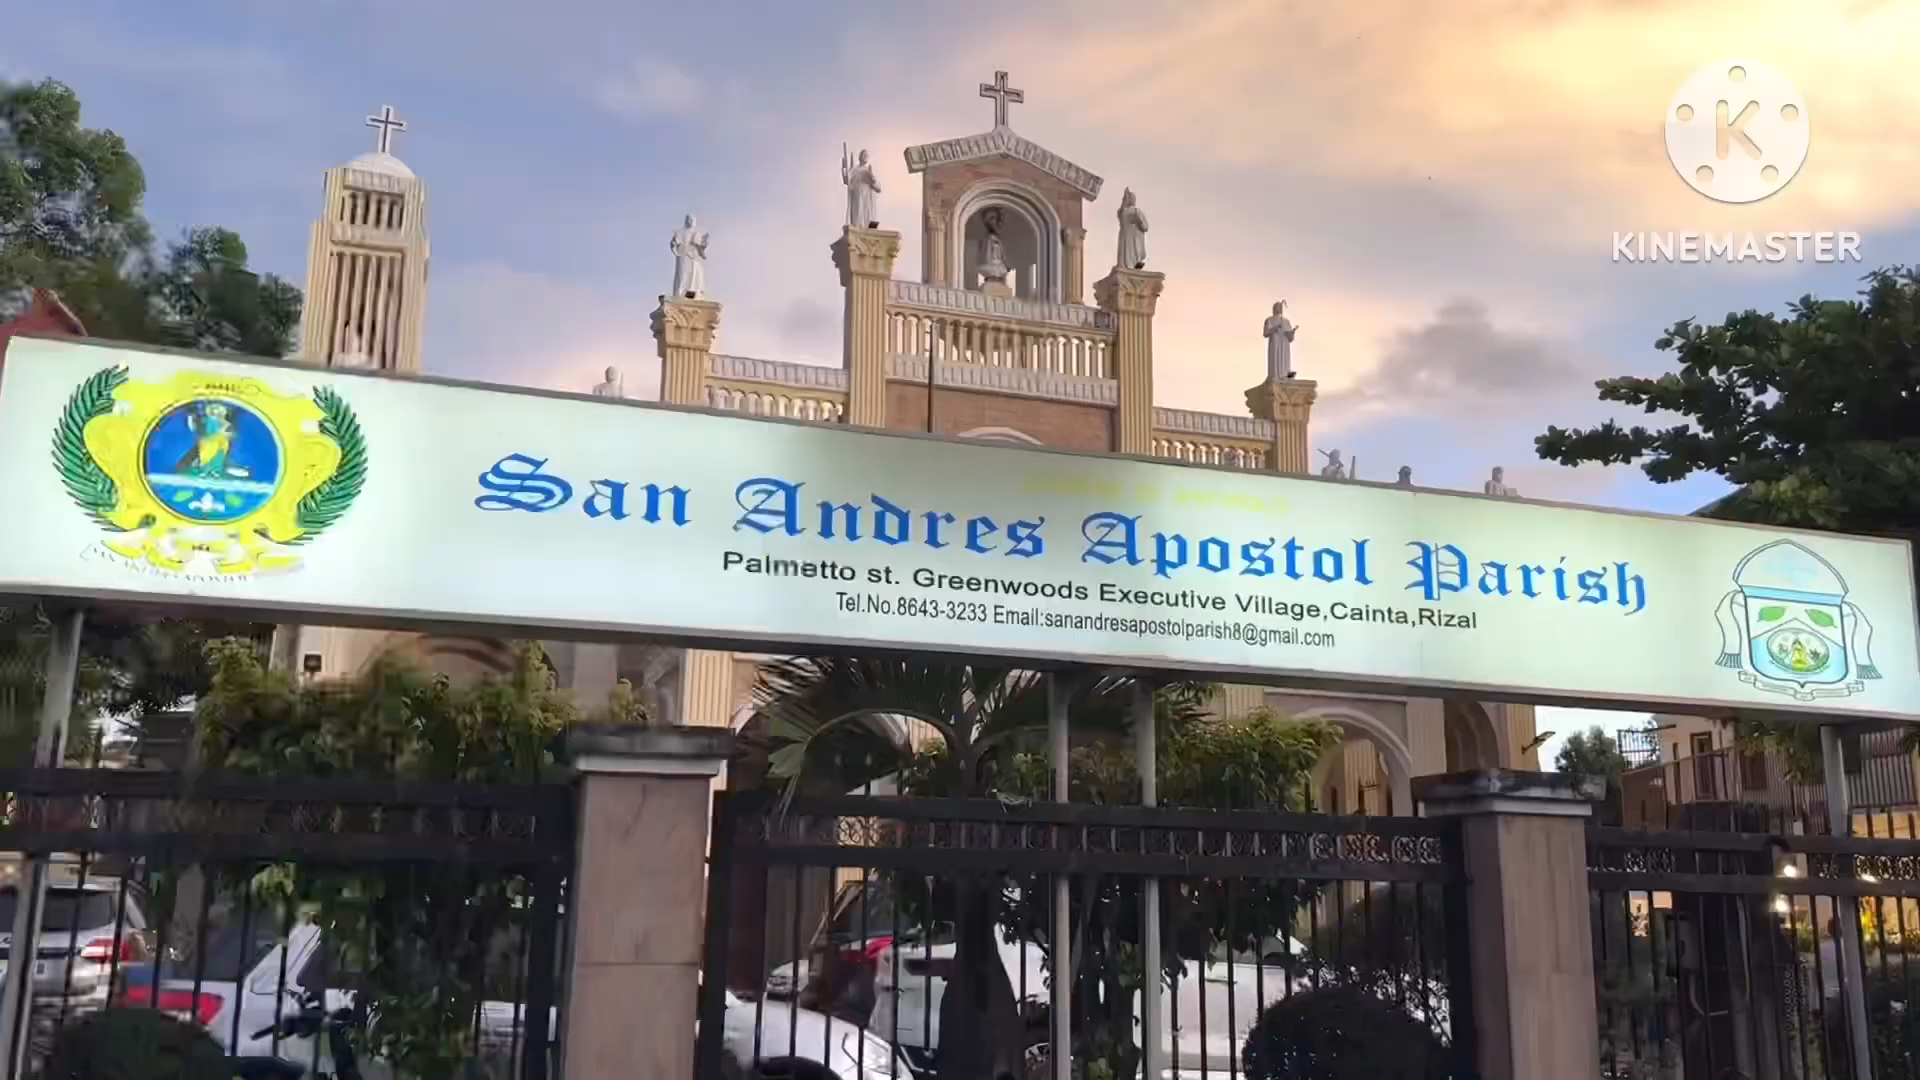 KINEMASTER
San Andres Apostol Parish
Palmetto st. Greenwoods Executive Village,Cainta,Rizal
Tel.No.8643-3233 Email:sanandresapostolparish8@gmail.com